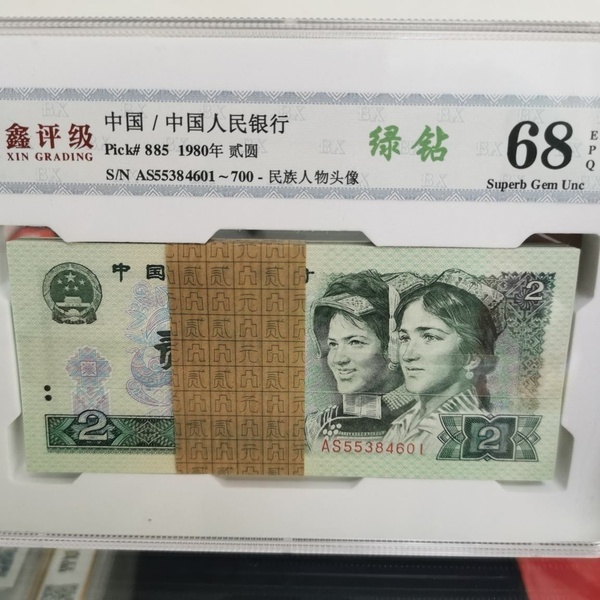 鑫评级
XIN GRADING
中国 / 中国人民银行
Pick# 885 1980年 贰圆
S/N AS55384601~700 - 民族人物头像
绿钻
68
EPQ
Superb Gem Unc
中国
2
2
2
AS55384601